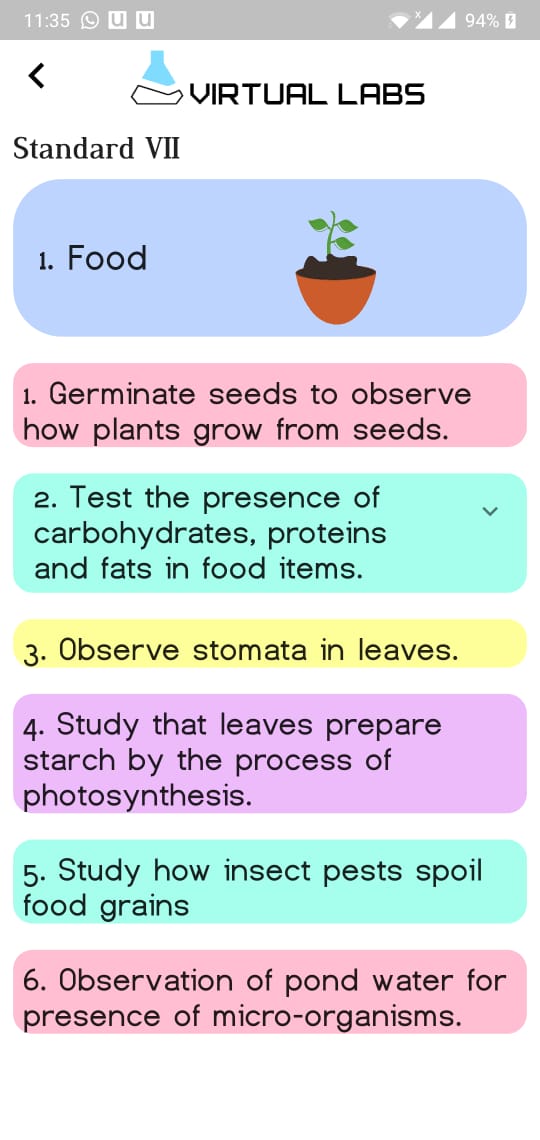 11:35 94%
VIRTUAL LABS
Standard VII
1. Food
1. Germinate seeds to observe
how plants grow from seeds.
2. Test the presence of
carbohydrates, proteins
and fats in food items.
3. Observe stomata in leaves.
4. Study that leaves prepare
starch by the process of
photosynthesis.
5. Study how insect pests spoil
food grains
6. Observation of pond water for
presence of micro-organisms.